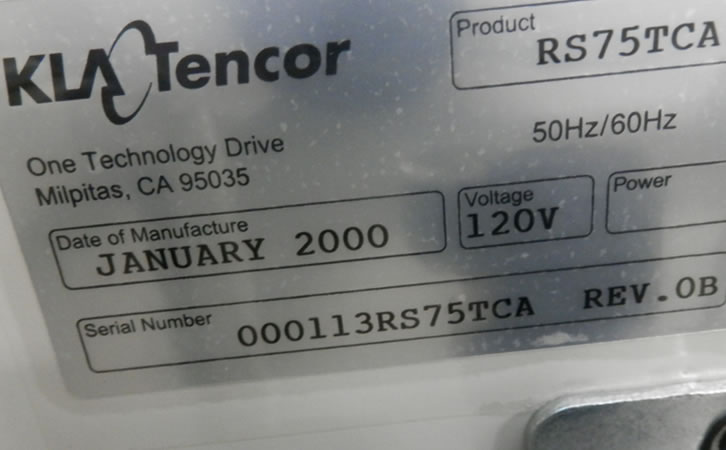 KLA Tencor
Product
RS75TCA
One Technology Drive
Milpitas, CA 95035
50Hz/60Hz
Date of Manufacture
JANUARY 2000
Voltage
120V
Power
Serial Number
000113RS75TCA REV.0B